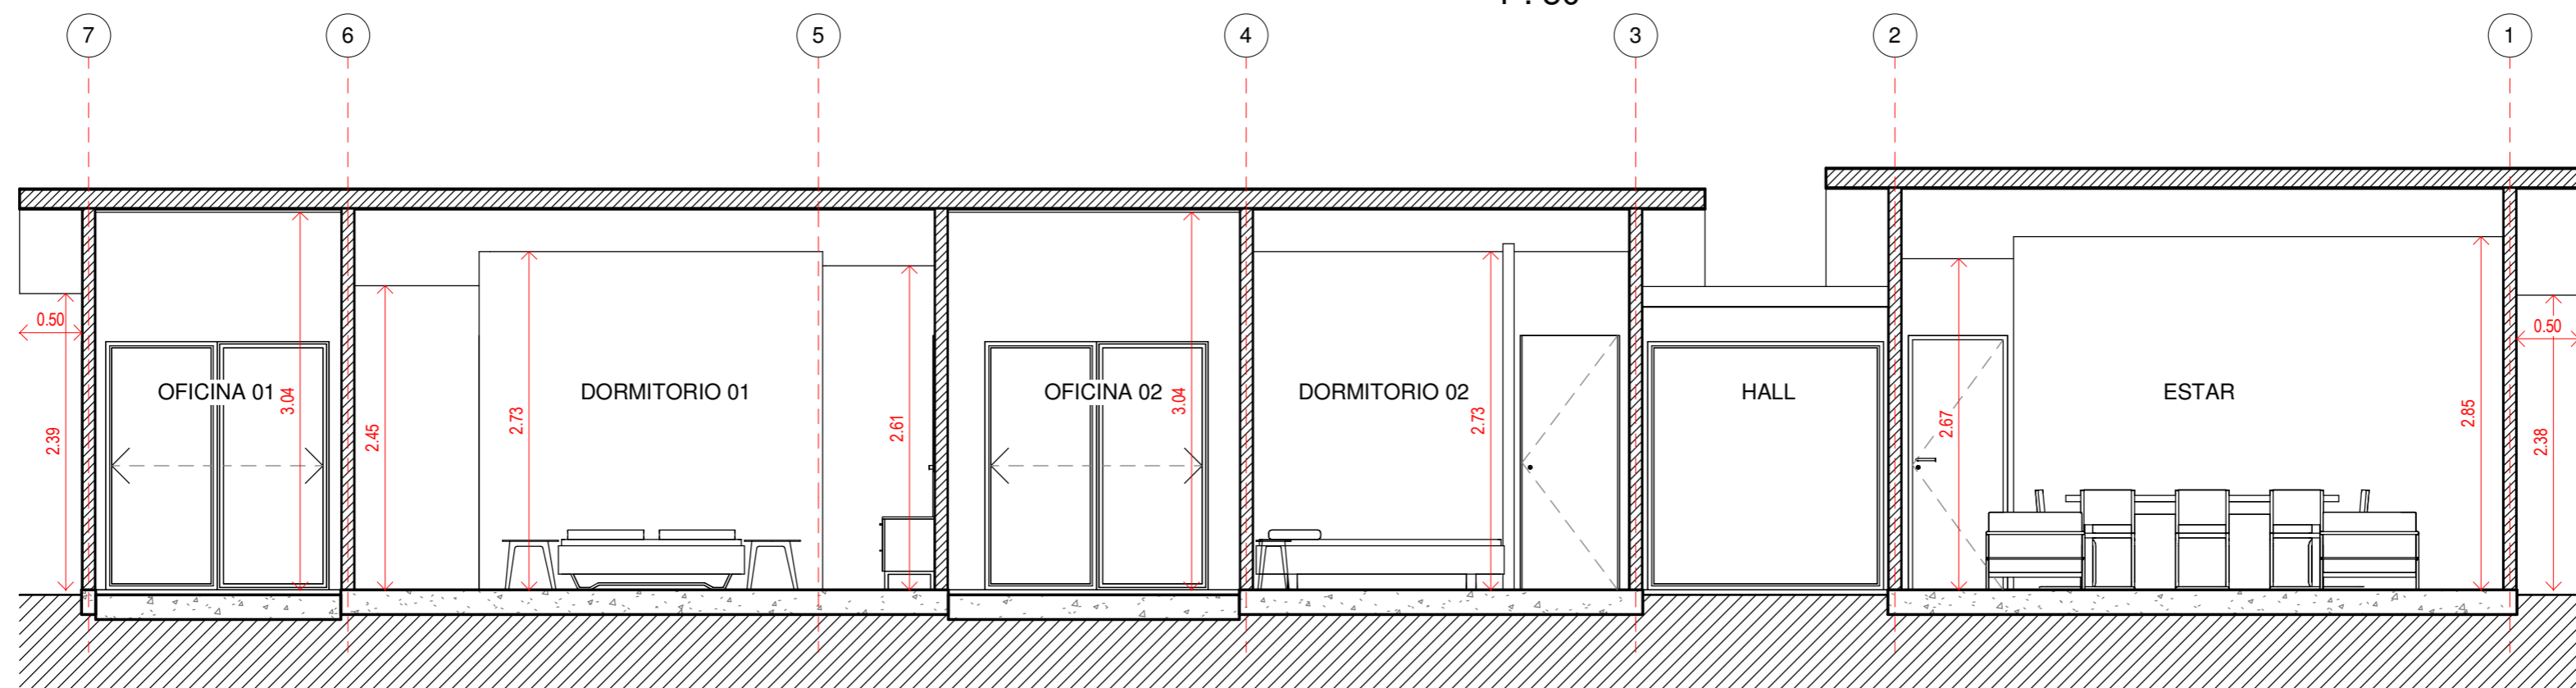 7 6 5 4 3 2 1
0.50
2.39
OFICINA 01
3.04
2.45
2.73
DORMITORIO 01
2.61
OFICINA 02
3.04
DORMITORIO 02
2.73
HALL
2.67
ESTAR
2.85
0.50
2.38